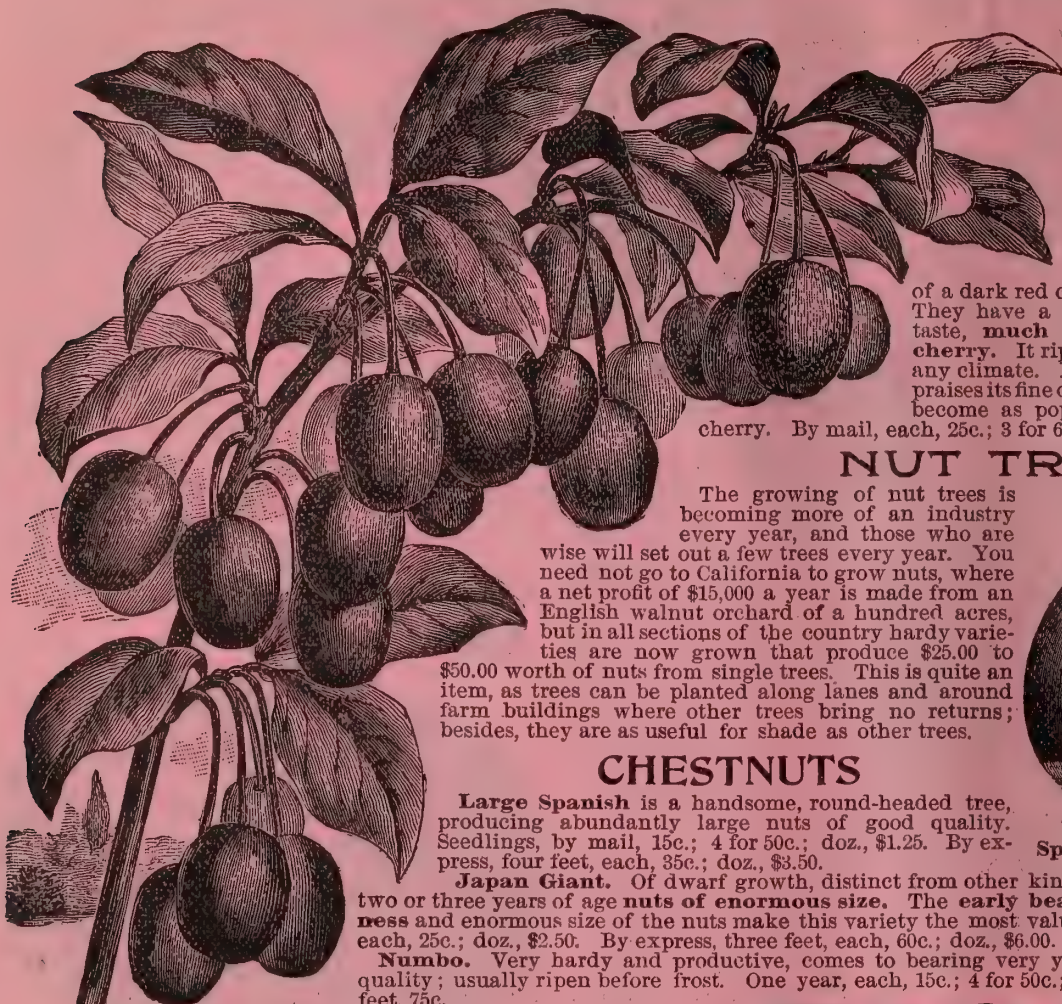 of a dark red
They have a
taste, much
cherry. It
any climate.
praises its fine
become as
cherry. By mail, each, 25c.; 3 for
NUT
The growing of nut trees is
becoming more of an industry
every year, and those who are
wise will set out a few trees every year. You
need not go to California to grow nuts, where
a net profit of $15,000 a year is made from an
English walnut orchard of a hundred acres,
but in all sections of the country hardy varie-
ties are now grown that produce $25.00 to
$50.00 worth of nuts from single trees. This is quite an
item, as trees can be planted along lanes and around
farm buildings where other trees bring no returns;
besides, they are as useful for shade as other trees.
CHESTNUTS
Large Spanish is a handsome, round-headed tree,
producing abundantly large nuts of good quality.
Seedlings, by mail, 15c.; 4 for 50c.; doz., $1.25. By ex-
press, four feet, each, 35c.; doz., $3.50.
Japan Giant. Of dwarf growth, distinct from other
two or three years of age nuts of enormous size. The early
ness and enormous size of the nuts make this variety the most
each, 25c.; doz., $2.50. By express, three feet, each, 60c.; doz., $6.00.
Numbo. Very hardy and productive, comes to bearing very
quality; usually ripen before frost. One year, each, 15c.; 4 for 50c.;
feet, 75c.